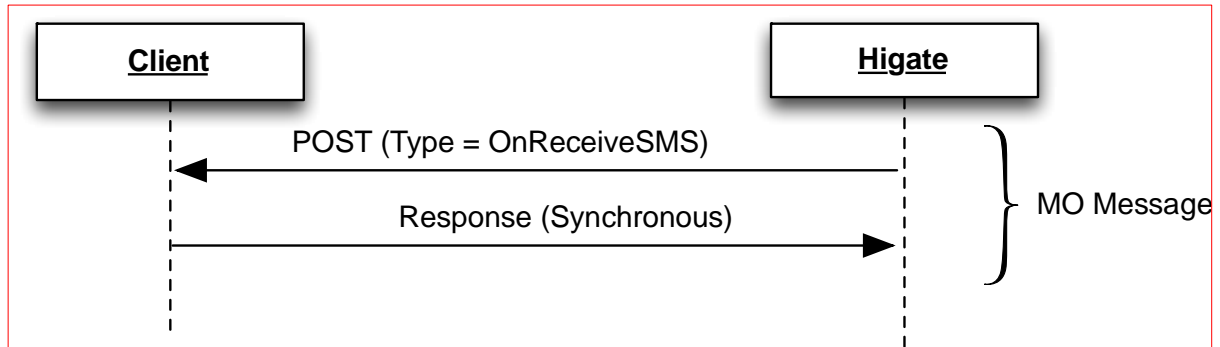 Client
Higate
POST (Type = OnReceiveSMS)
Response (Synchronous)
MO Message